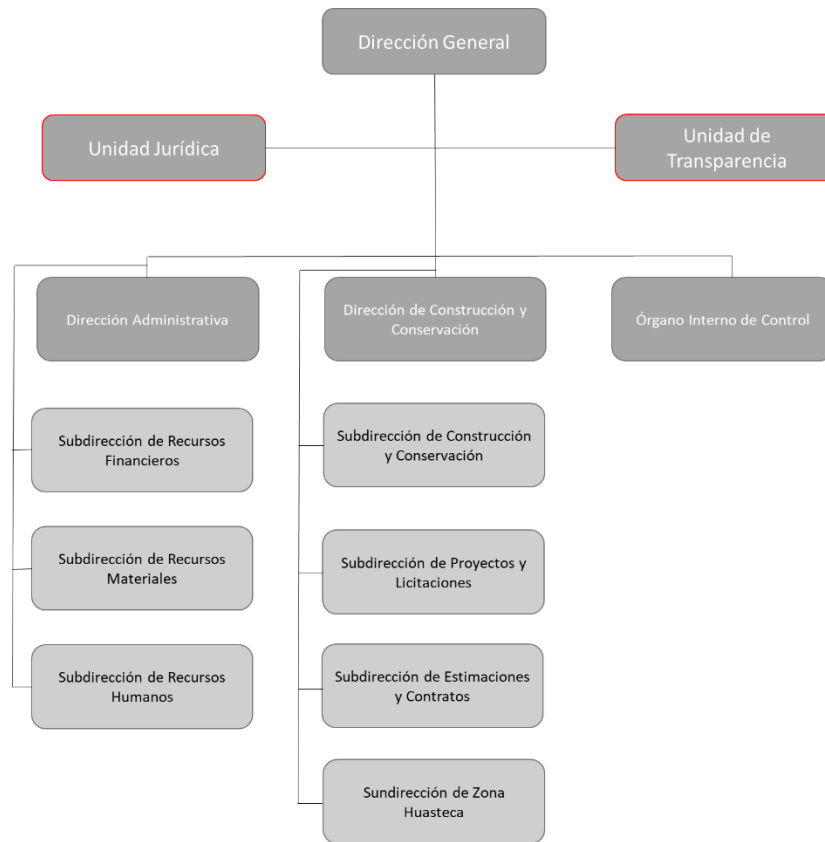 Dirección General
Unidad Jurídica
Unidad de
Transparencia
Dirección Administrativa
Dirección de Construcción y
Conservación
Órgano Interno de Control
Subdirección de Recursos
Financieros
Subdirección de Construcción
y Conservación
Subdirección de Recursos
Materiales
Subdirección de Proyectos y
Licitaciones
Subdirección de Recursos
Humanos
Subdirección de Estimaciones
y Contratos
Sundirección de Zona
Huasteca